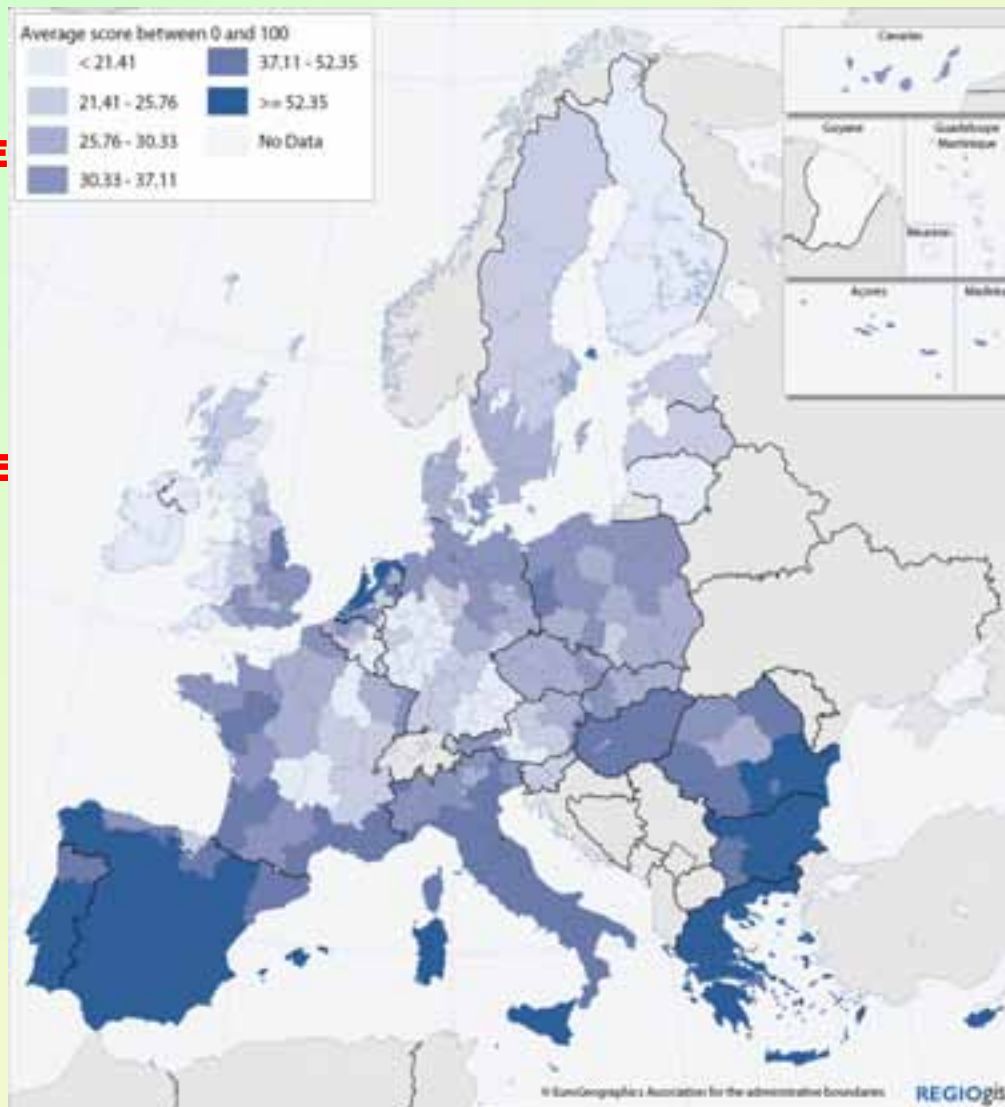 Average score between 0 and 100
< 21.41
21,41 - 25.76
25.76 - 30.33
30.33 - 37,11
37,11 - 52.35
>= 52.35
No Data
Canarias
Guyane
Guadeloupe
Martinique
Réunion
Açores
© EuroGeographics Association for the administrative boundaries
REGIOgis